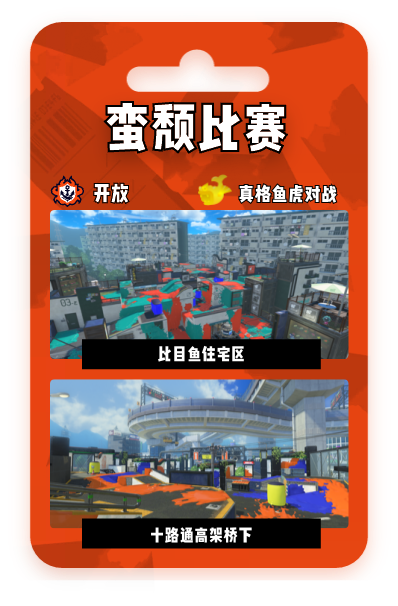 蛮颓比赛
开放
真格鱼虎对战
比目鱼住宅区
十路通高架桥下